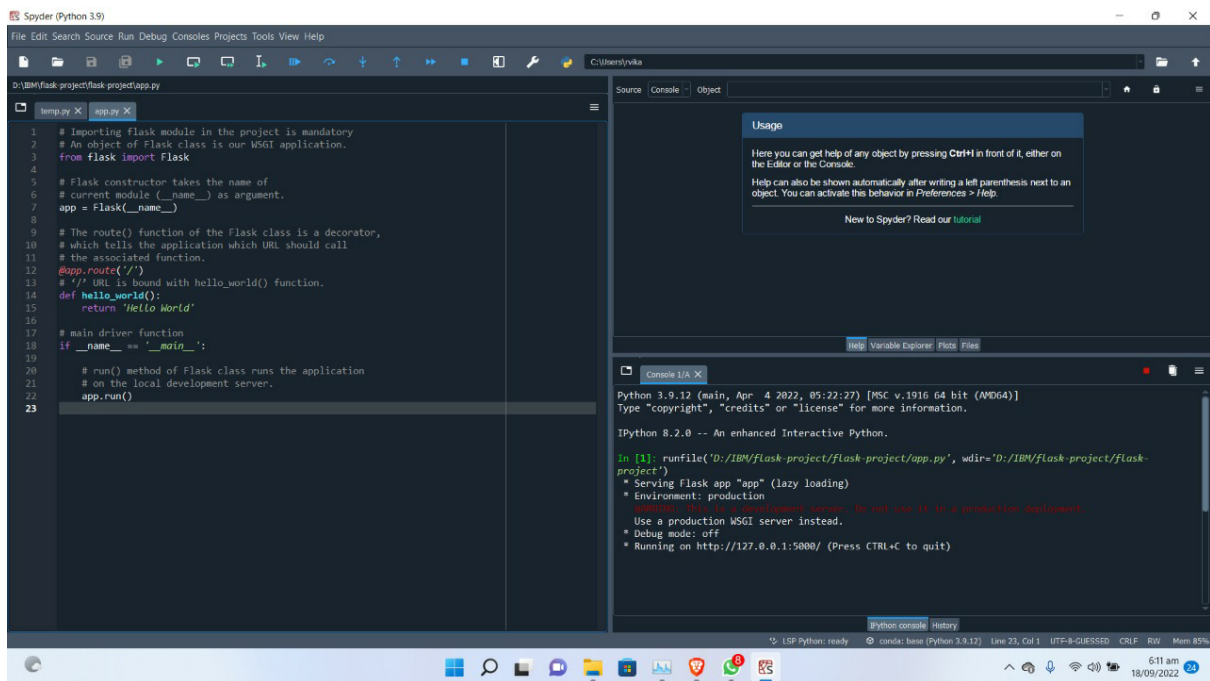 Spyder (Python 3.9)
File Edit Search Source Run Debug Consoles Projects Tools View Help
C:\Users\rvika
D:\IBM\flask-project\flask-project\app.py
temp.py
app.py
1 # Importing flask module in the project is mandatory
2 # An object of Flask class is our WSGI application.
3 from flask import Flask
4
5 # Flask constructor takes the name of
6 # current module (__name__) as argument.
7 app = Flask(__name__)
8
9 # The route() function of the Flask class is a decorator,
10 # which tells the application which URL should call
11 # the associated function.
12 @app.route('/')
13 # ‘/’ URL is bound with hello_world() function.
14 def hello_world():
15 return 'Hello World'
16
17 # main driver function
18 if __name__ == '__main__':
19
20 # run() method of Flask class runs the application
21 # on the local development server.
22 app.run()
23
Source Console Object
Usage
Here you can get help of any object by pressing Ctrl+I in front of it, either on
the Editor or the Console.
Help can also be shown automatically after writing a left parenthesis next to an
object. You can activate this behavior in Preferences > Help.
New to Spyder? Read our tutorial
Help Variable Explorer Plots Files
Console 1/A
Python 3.9.12 (main, Apr 4 2022, 05:22:27) [MSC v.1916 64 bit (AMD64)]
Type "copyright", "credits" or "license" for more information.
IPython 8.2.0 -- An enhanced Interactive Python.
In [1]: runfile('D:/IBM/flask-project/flask-project/app.py', wdir='D:/IBM/flask-project/flask-
project')
* Serving Flask app "app" (lazy loading)
* Environment: production
WARNING: This is a development server. Do not use it in a production deployment.
Use a production WSGI server instead.
* Debug mode: off
* Running on http://127.0.0.1:5000/ (Press CTRL+C to quit)
IPython console History
LSP Python: ready conda: base (Python 3.9.12) Line 23, Col 1 UTF-8-GUESSED CRLF RW Mem 85%
8
6:11 am
18/09/2022
24